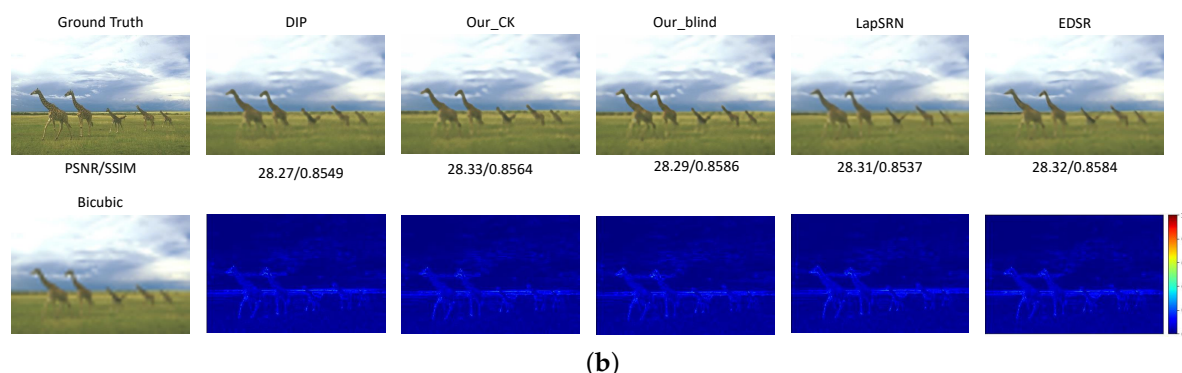 Ground Truth DIP Our_CK Our_blind LapSRN EDSR
PSNR/SSIM 28.27/0.8549 28.33/0.8564 28.29/0.8586 28.31/0.8537 28.32/0.8584
Bicubic
(b)